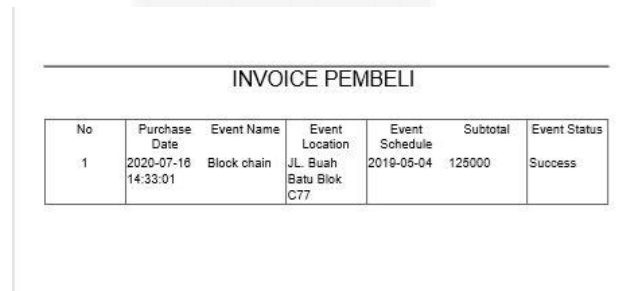 INVOICE PEMBELI
No Purchase Date Event Name Event Location Event Schedule Subtotal Event Status
1 2020-07-16 14:33:01 Block chain JL. Buah Batu Blok C77 2019-05-04 125000 Success